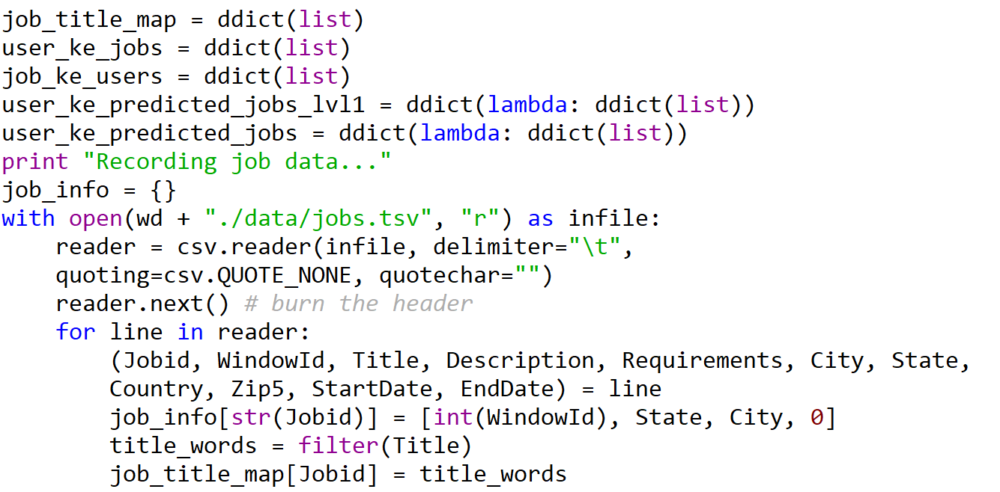 job_title_map = ddict(list)
user_ke_jobs = ddict(list)
job_ke_users = ddict(list)
user_ke_predicted_jobs_lvl1 = ddict(lambda: ddict(list))
user_ke_predicted_jobs = ddict(lambda: ddict(list))
print "Recording job data..."
job_info = {}
with open(wd + "./data/jobs.tsv", "r") as infile:
    reader = csv.reader(infile, delimiter="\t",
    quoting=csv.QUOTE_NONE, quotechar="")
    reader.next() # burn the header
    for line in reader:
        (Jobid, WindowId, Title, Description, Requirements, City, State,
        Country, Zip5, StartDate, EndDate) = line
        job_info[str(Jobid)] = [int(WindowId), State, City, 0]
        title_words = filter(Title)
        job_title_map[Jobid] = title_words